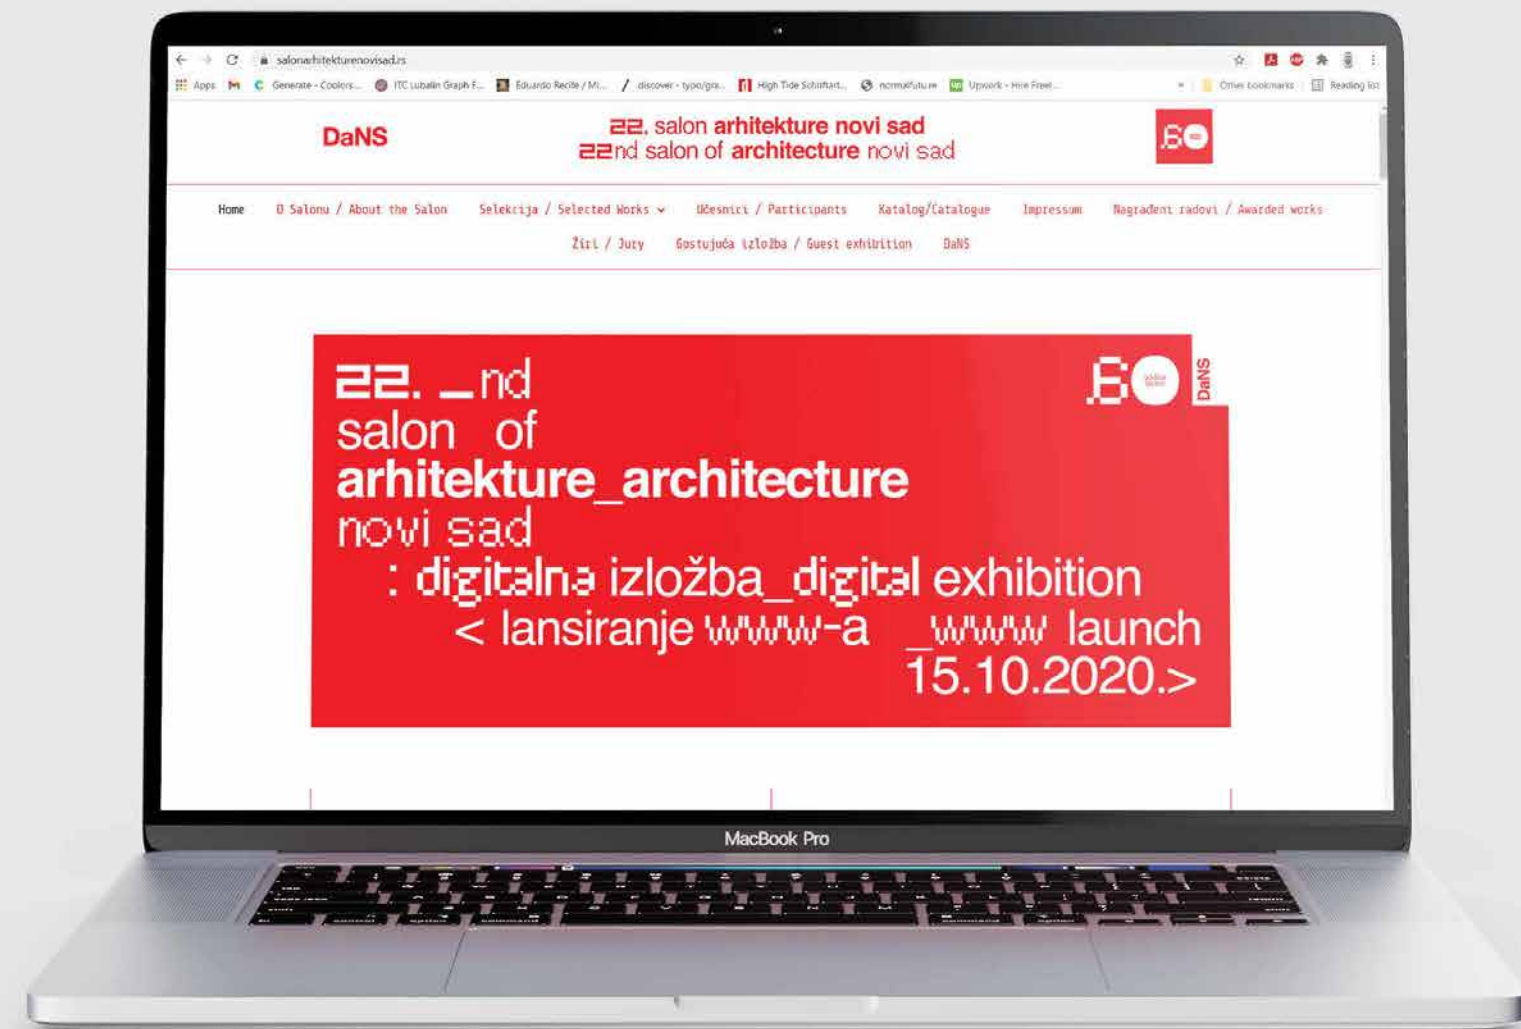 salonarhitekturenovisad.rs
Apps
Generate - Coolors...
ITC Lubalin Graph F...
Eduardo Recife / Mi...
discover - typo/gra...
High Tide Schriftart...
normalfuture
Upwork - Hire Freel...
Other bookmarks
Reading list
DaNS
22. salon arhitekture novi sad
22nd salon of architecture novi sad
.60
Home O Salonu / About the Salon Selekcija / Selected Works Učesnici / Participants Katalog/Catalogue Impressum Nagrađeni radovi / Awarded works
Žiri / Jury Gostujuća izložba / Guest exhibition DaNS
22. _nd
salon of
arhitekture_architecture
novi sad
: digitalna izložba_digital exhibition
< lansiranje www-a _www launch
15.10.2020.>
.60
DaNS
MacBook Pro